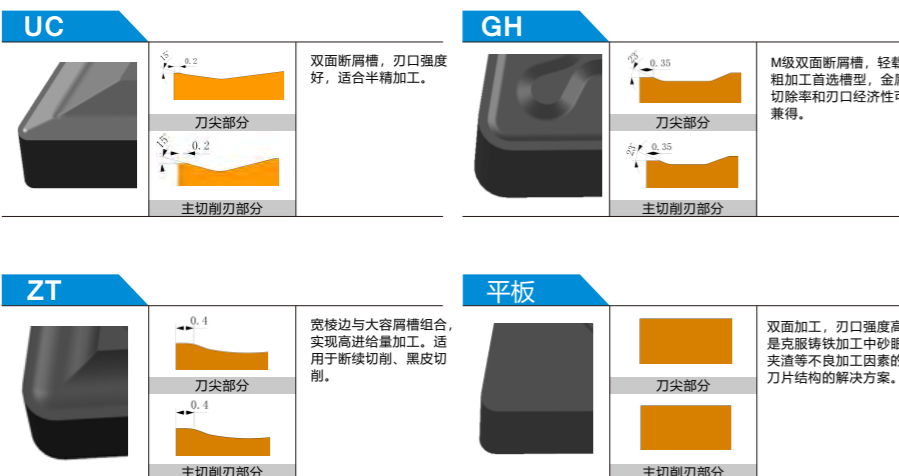 UC
15°
0.2
刀尖部分
15°
0.2
主切削刃部分
双面断屑槽，刃口强度
好，适合半精加工。
GH
23°
0.35
刀尖部分
23°
0.35
主切削刃部分
M级双面断屑槽，轻载
粗加工首选槽型，金属
切除率和刃口经济性可
兼得。
ZT
0.4
刀尖部分
0.4
主切削刃部分
宽棱边与大容屑槽组合，
实现高进给量加工。适
用于断续切削、黑皮切
削。
平板
刀尖部分
主切削刃部分
双面加工，刃口强度高
是克服铸铁加工中砂眼
夹渣等不良加工因素的
刀片结构的解决方案。